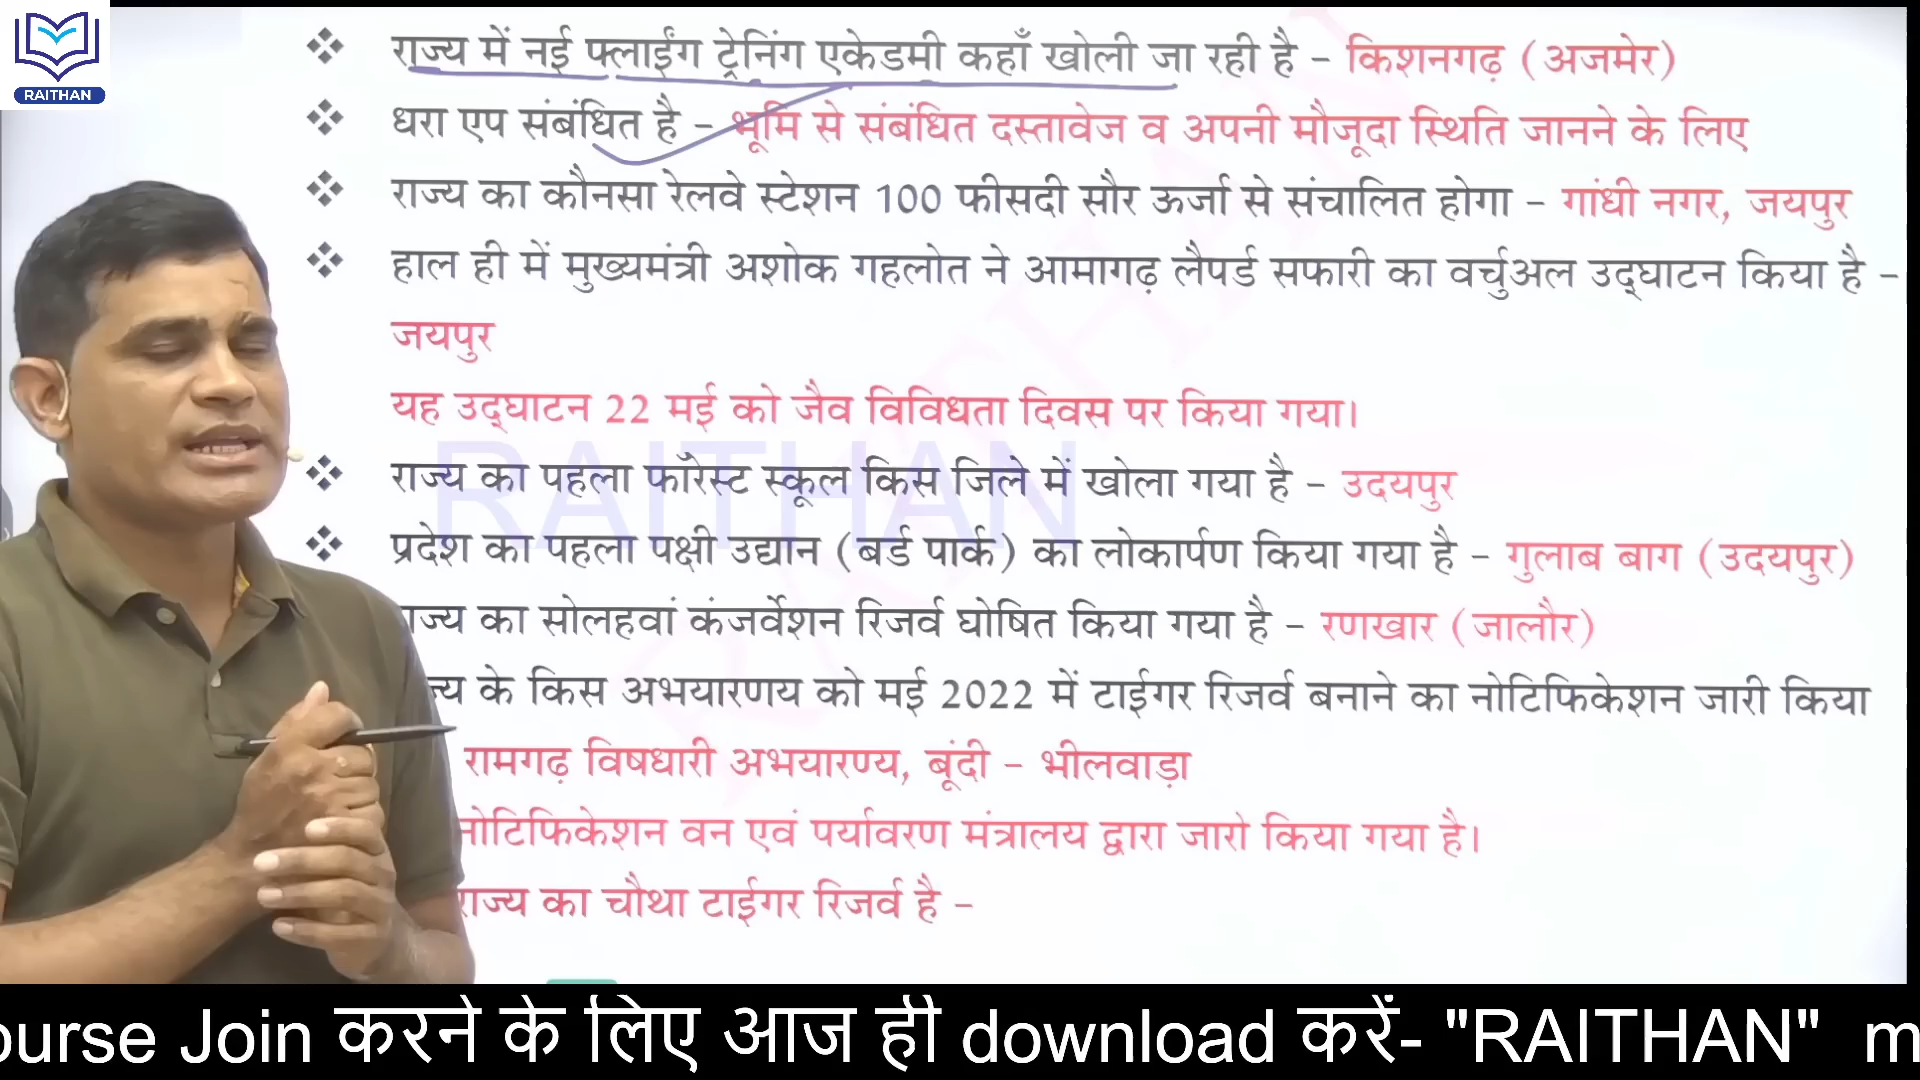 RAITHAN
राज्य में नई फ्लाईंग ट्रेनिंग एकेडमी कहाँ खोली जा रही है - किशनगढ़ (अजमेर)
धरा एप संबंधित है - भूमि से संबंधित दस्तावेज व अपनी मौजूदा स्थिति जानने के लिए
राज्य का कौनसा रेलवे स्टेशन 100 फीसदी सौर ऊर्जा से संचालित होगा - गांधी नगर, जयपुर
हाल ही में मुख्यमंत्री अशोक गहलोत ने आमागढ़ लैपर्ड सफारी का वर्चुअल उद्घाटन किया है -
जयपुर
यह उद्घाटन 22 मई को जैव विविधता दिवस पर किया गया।
राज्य का पहला फॉरेस्ट स्कूल किस जिले में खोला गया है - उदयपुर
प्रदेश का पहला पक्षी उद्यान (बर्ड पार्क) का लोकार्पण किया गया है - गुलाब बाग (उदयपुर)
राज्य का सोलहवां कंजर्वेशन रिजर्व घोषित किया गया है - रणखार (जालौर)
ज्य के किस अभयारणय को मई 2022 में टाईगर रिजर्व बनाने का नोटिफिकेशन जारी किया
रामगढ़ विषधारी अभयारण्य, बूंदी - भीलवाड़ा
नोटिफिकेशन वन एवं पर्यावरण मंत्रालय द्वारा जारी किया गया है।
राज्य का चौथा टाईगर रिजर्व है -
RAITHAN
ourse Join करने के लिए आज ही download करें- "RAITHAN" m